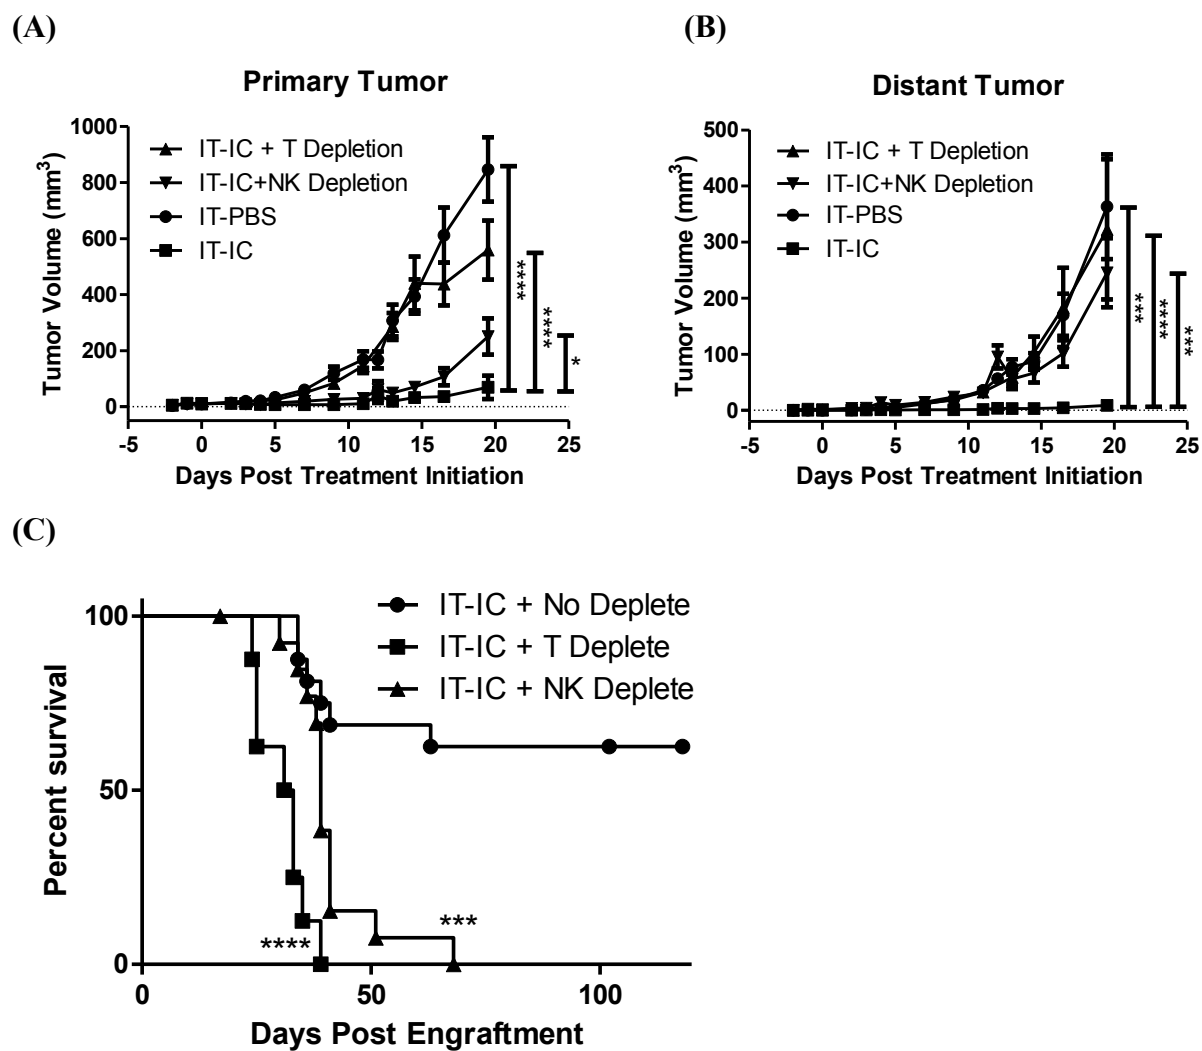 (A)
Primary Tumor
Tumor Volume (mm3)
1000
800
600
400
200
0
IT-IC + T Depletion
IT-IC+NK Depletion
IT-PBS
IT-IC
****
****
*
-5 0 5 10 15 20 25
Days Post Treatment Initiation
(B)
Distant Tumor
Tumor Volume (mm3)
500
400
300
200
100
0
IT-IC + T Depletion
IT-IC+NK Depletion
IT-PBS
IT-IC
***
****
***
-5 0 5 10 15 20 25
Days Post Treatment Initiation
(C)
Percent survival
100
50
0
IT-IC + No Deplete
IT-IC + T Deplete
IT-IC + NK Deplete
****
***
0 50 100
Days Post Engraftment